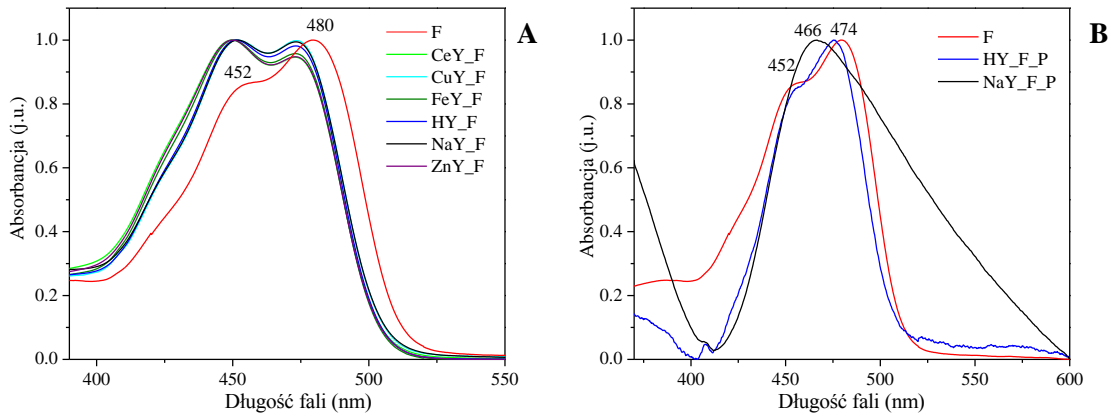 A
480
452
F
CeY_F
CuY_F
FeY_F
HY_F
NaY_F
ZnY_F
1.0
0.8
0.6
0.4
0.2
0.0
Absorbancja (j.u.)
400 450 500 550
Długość fali (nm)
B
466 474
452
F
HY_F_P
NaY_F_P
1.0
0.8
0.6
0.4
0.2
0.0
Absorbancja (j.u.)
400 450 500 550 600
Długość fali (nm)